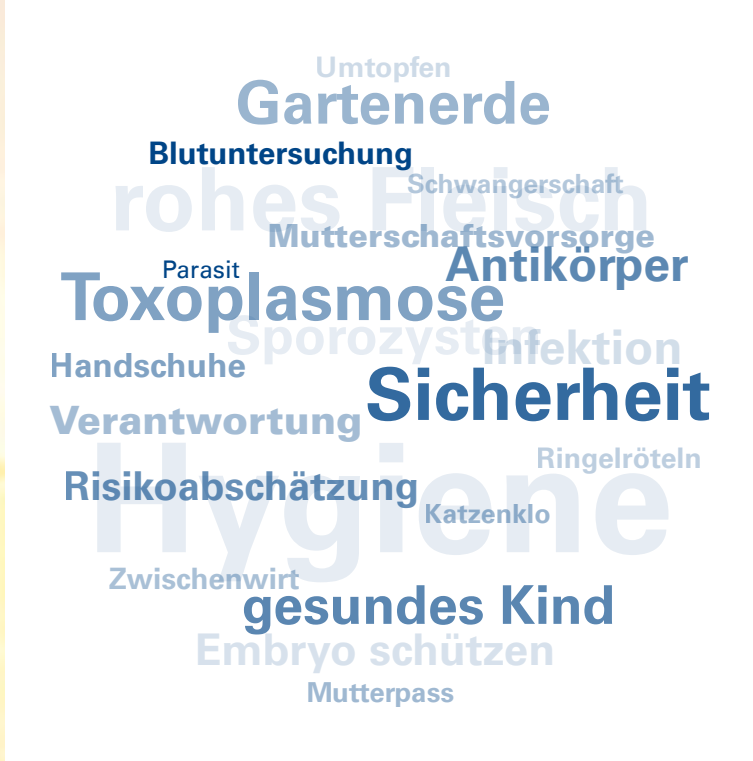 Umtopfen
Gartenerde
Blutuntersuchung
Schwangerschaft
rohes Fleisch
Mutterschaftsvorsorge
Antikörper
Parasit
Toxoplasmose
Sporozysten
Infektion
Handschuhe
Sicherheit
Verantwortung
Ringelröteln
Risikoabschätzung
Hygiene
Katzenklo
Zwischenwirt
gesundes Kind
Embryo schützen
Mutterpass